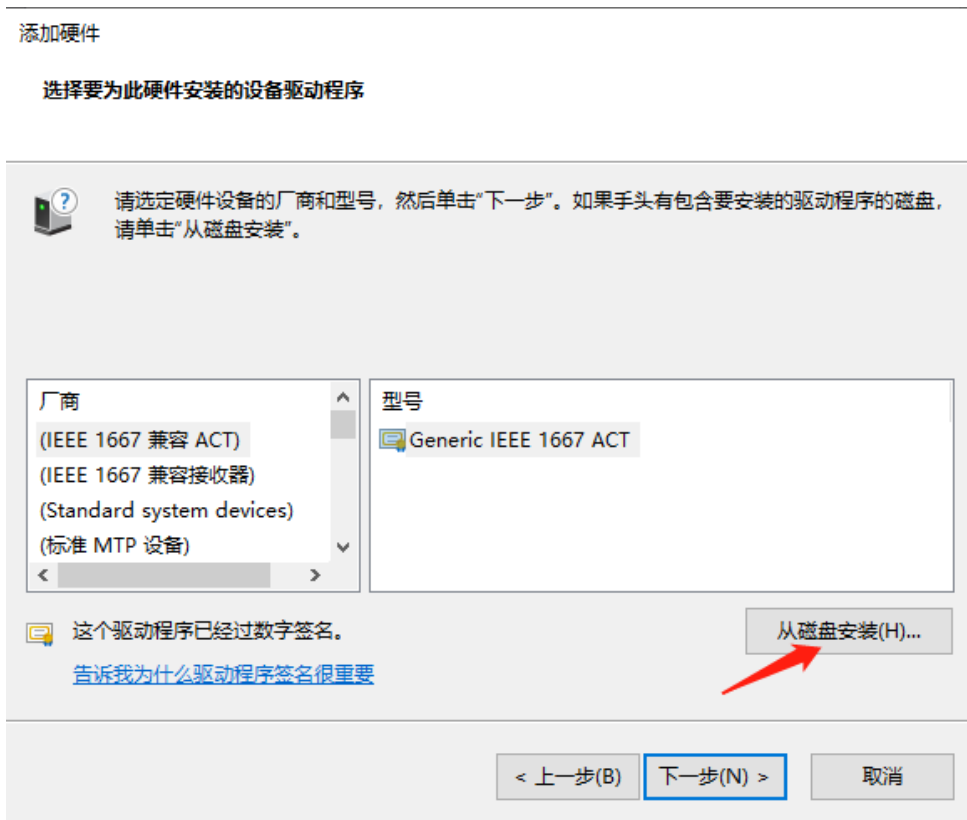 添加硬件
选择要为此硬件安装的设备驱动程序
请选定硬件设备的厂商和型号，然后单击“下一步”。如果手头有包含要安装的驱动程序的磁盘，
请单击“从磁盘安装”。
厂商
(IEEE 1667 兼容 ACT)
(IEEE 1667 兼容接收器)
(Standard system devices)
(标准 MTP 设备)
型号
Generic IEEE 1667 ACT
这个驱动程序已经过数字签名。
告诉我为什么驱动程序签名很重要
从磁盘安装(H)...
< 上一步(B)
下一步(N) >
取消